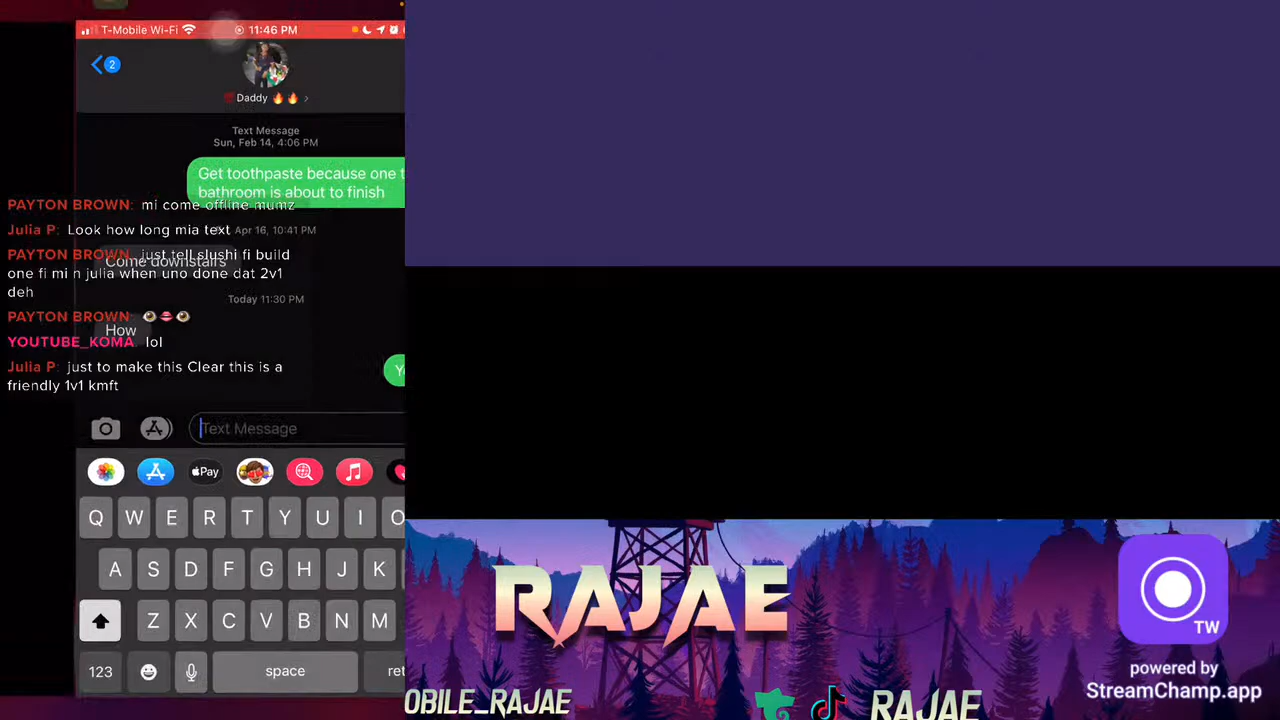 T-Mobile Wi-Fi
11:46 PM
2
Daddy 🔥🔥 >
Text Message
Sun, Feb 14, 4:06 PM
Get toothpaste because one
bathroom is about to finish
PAYTON BROWN: mi come offline mumz
Julia P: Look how long mia text
Apr 16, 10:41 PM
PAYTON BROWN: just tell slushi fi build
one fi mi n julia when uno done dat 2v1
deh
Come downstairs
Today 11:30 PM
PAYTON BROWN: 👁️👄👁️
How
YOUTUBE_KOMA: lol
Julia P: just to make this Clear this is a
friendly 1v1 kmft
Text Message
Pay
Q W E R T Y U I O
A S D F G H J K
Z X C V B N M
123 space ret
RAJAE
TW
powered by
StreamChamp.app
OBILE_RAJAE
RAJAE